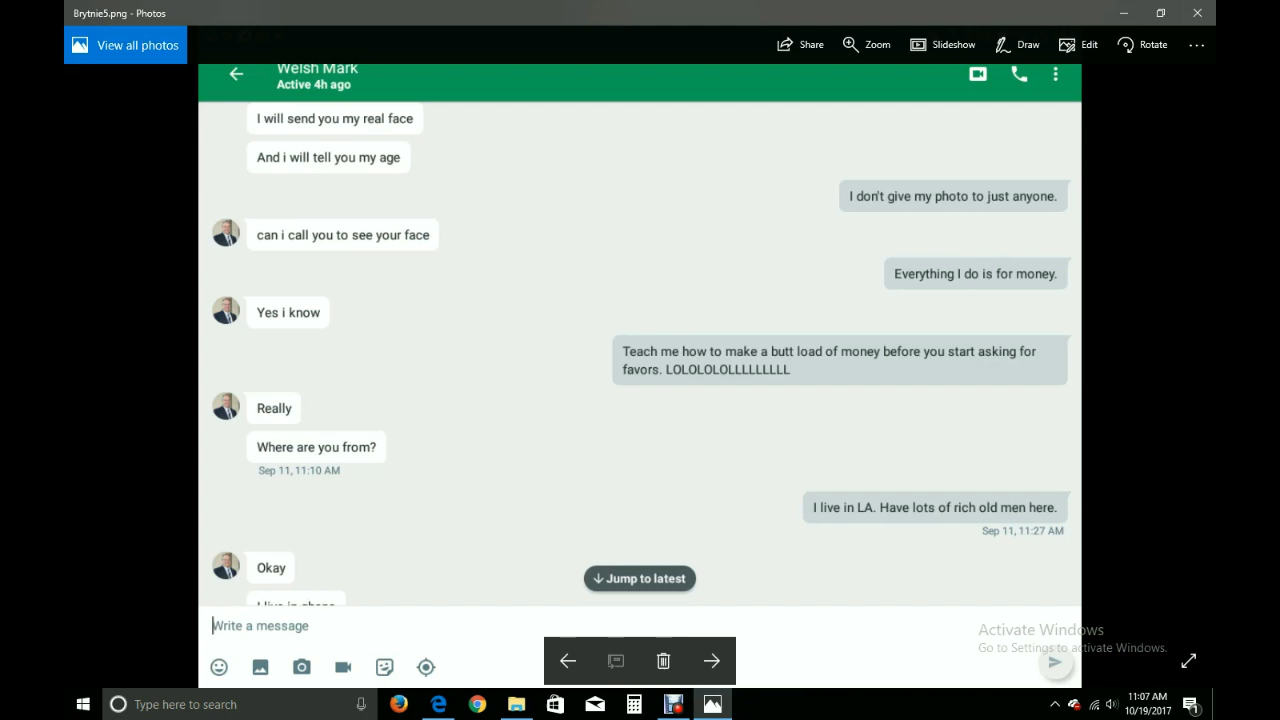 Brytnie5.png - Photos
View all photos
Share
Zoom
Slideshow
Draw
Edit
Rotate
Welsh Mark
Active 4h ago
I will send you my real face
And i will tell you my age
I don't give my photo to just anyone.
can i call you to see your face
Everything I do is for money.
Yes i know
Teach me how to make a butt load of money before you start asking for
favors. LOLOLOLOLLLLLLLLL
Really
Where are you from?
Sep 11, 11:10 AM
I live in LA. Have lots of rich old men here.
Sep 11, 11:27 AM
Okay
I live in ghana
Jump to latest
Write a message
Activate Windows
Go to Settings to activate Windows.
Type here to search
11:07 AM
10/19/2017
1